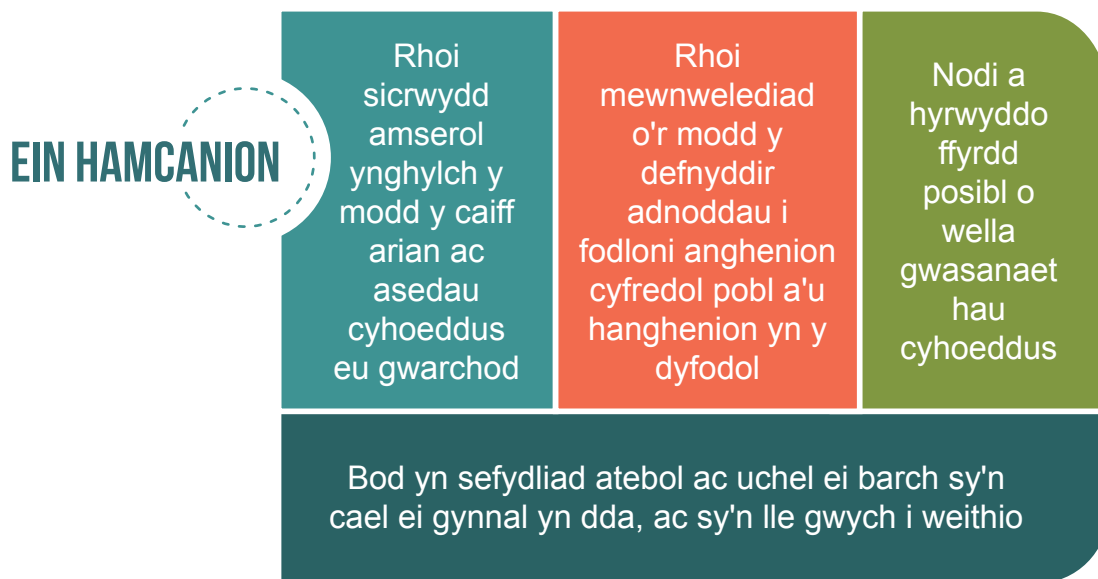 EIN HAMCANION
Rhoi
sicrwydd
amserol
ynghylch y
modd y caiff
arian ac
asedau
cyhoeddus
eu gwarchod
Rhoi
mewnwelediad
o'r modd y
defnyddir
adnoddau i
fodloni anghenion
cyfredol pobl a'u
hanghenion yn y
dyfodol
Nodi a
hyrwyddo
ffyrdd
posibl o
wella
gwasanaet
hau
cyhoeddus
Bod yn sefydliad atebol ac uchel ei barch sy'n
cael ei gynnal yn dda, ac sy'n lle gwych i weithio